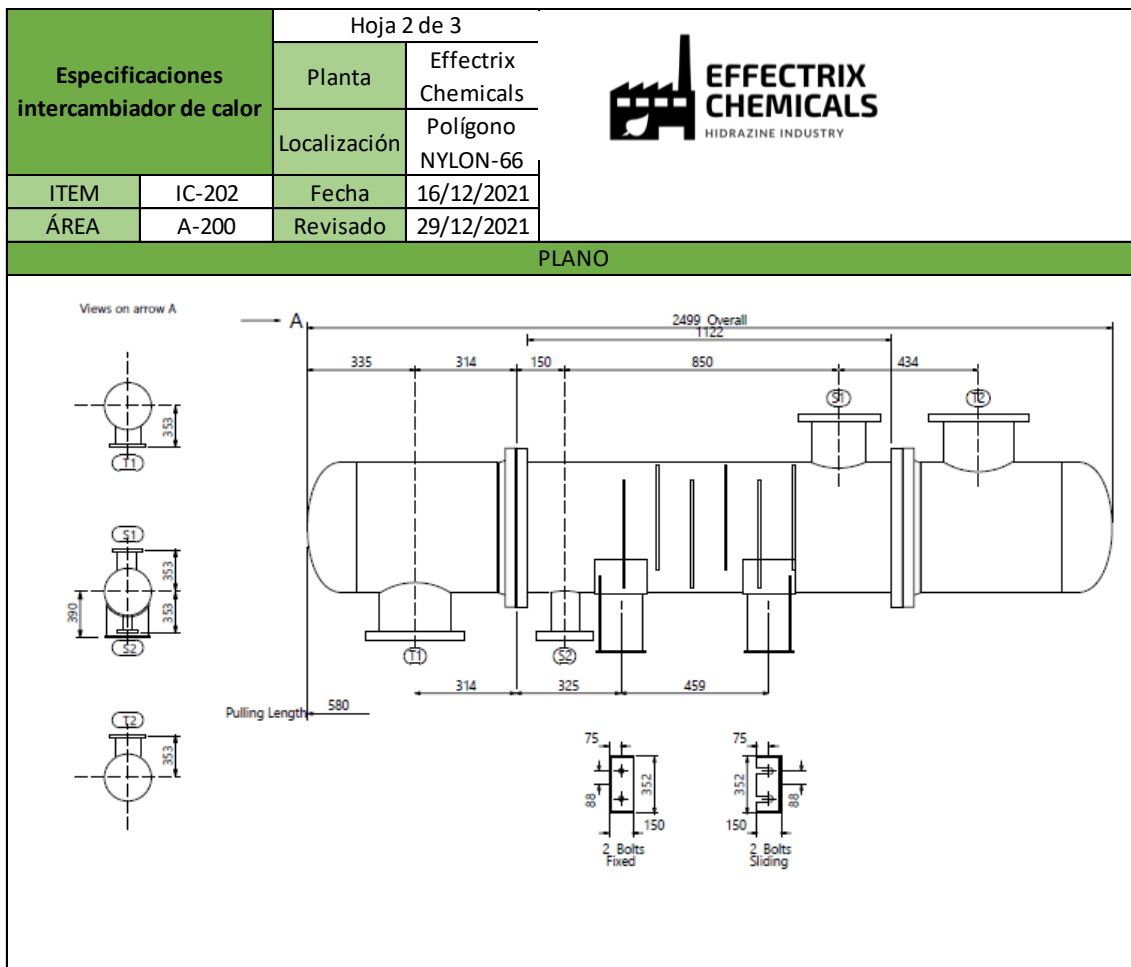 Especificaciones
intercambiador de calor
Hoja 2 de 3
Planta
Effectrix
Chemicals
Localización
Polígono
NYLON-66
ITEM
IC-202
Fecha
16/12/2021
ÁREA
A-200
Revisado
29/12/2021
EFFECTRIX
CHEMICALS
HIDRAZINE INDUSTRY
PLANO
Views on arrow A
A
2499 Overall
1122
335
314
150
850
434
S1
T2
353
T1
S1
353
390
353
S2
T1
S2
314
325
459
Pulling Length
580
T2
353
75
352
88
150
2 Bolts
Fixed
75
352
88
150
2 Bolts
Sliding